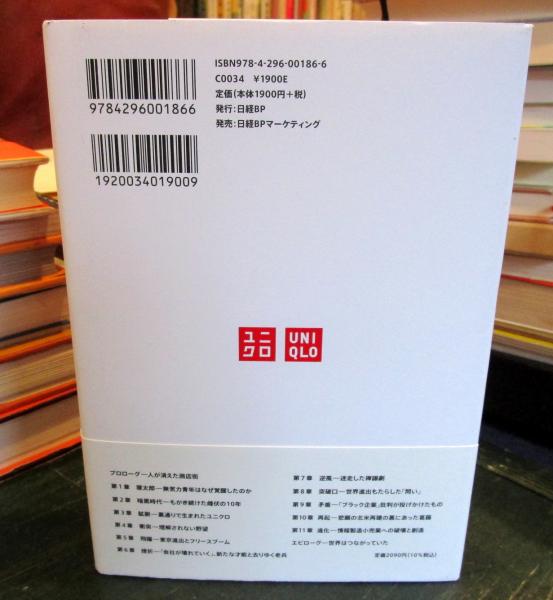 ISBN978-4-296-00186-6
C0034 ¥1900E
定価(本体1900円+税)
発行:日経BP
発売:日経BPマーケティング
9784296001866
1920034019009
ユニ
クロ
UNI
QLO
プロローグ―人が消えた商店街
第1章 寝太郎―無気力青年はなぜ覚醒したのか
第2章 暗黒時代―もがき続けた雌伏の10年
第3章 鉱脈―裏通りで生まれたユニクロ
第4章 衝突―理解されない野望
第5章 飛躍―東京進出とフリースブーム
第6章 挫折―「会社が壊れていく」、新たな才能と去りゆく老兵
第7章 逆風―迷走した禅譲劇
第8章 突破口―世界進出もたらした「問い」
第9章 矛盾―「ブラック企業」批判が投げかけたもの
第10章 再起―悲願の北米再建の裏にあった葛藤
第11章 進化―情報製造小売業への破壊と創造
エピローグ―世界はつながっていた
定価2090円(10%税込)